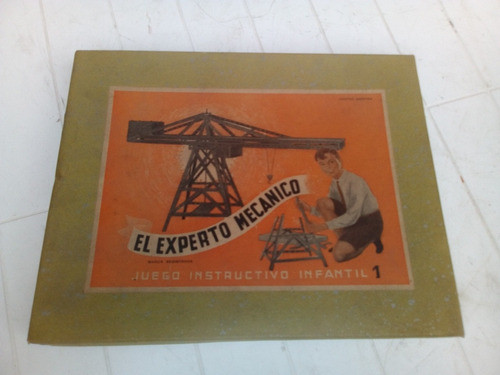 EL EXPERTO MECANICO
JUEGO INSTRUCTIVO INFANTIL 1